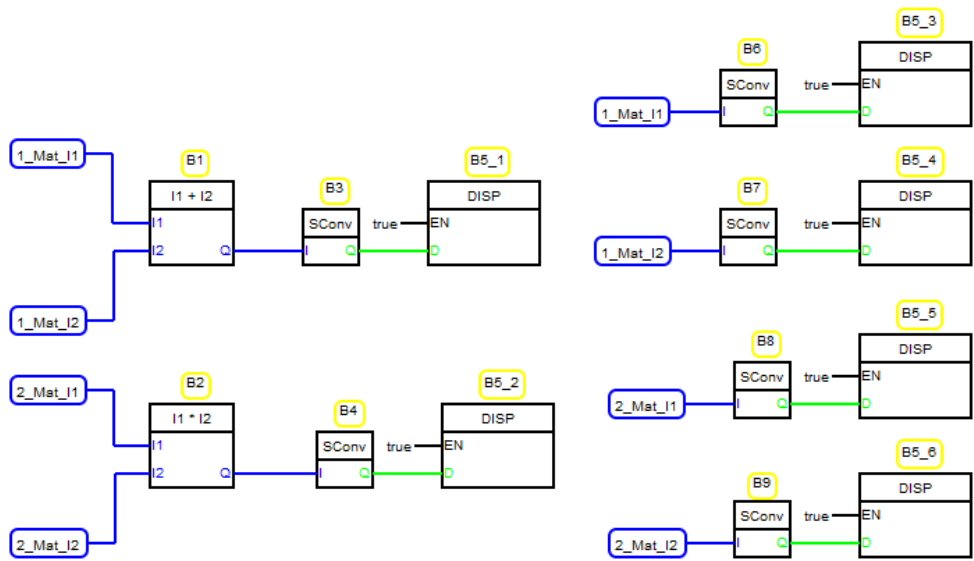 1_Mat_I1
1_Mat_I2
B1
I1 + I2
I1
I2 Q
B3
SConv
I Q
B5_1
DISP
true EN
D
2_Mat_I1
2_Mat_I2
B2
I1 * I2
I1
I2 Q
B4
SConv
I Q
B5_2
DISP
true EN
D
1_Mat_I1
B6
SConv
I Q
B5_3
DISP
true EN
D
1_Mat_I2
B7
SConv
I Q
B5_4
DISP
true EN
D
2_Mat_I1
B8
SConv
I Q
B5_5
DISP
true EN
D
2_Mat_I2
B9
SConv
I Q
B5_6
DISP
true EN
D